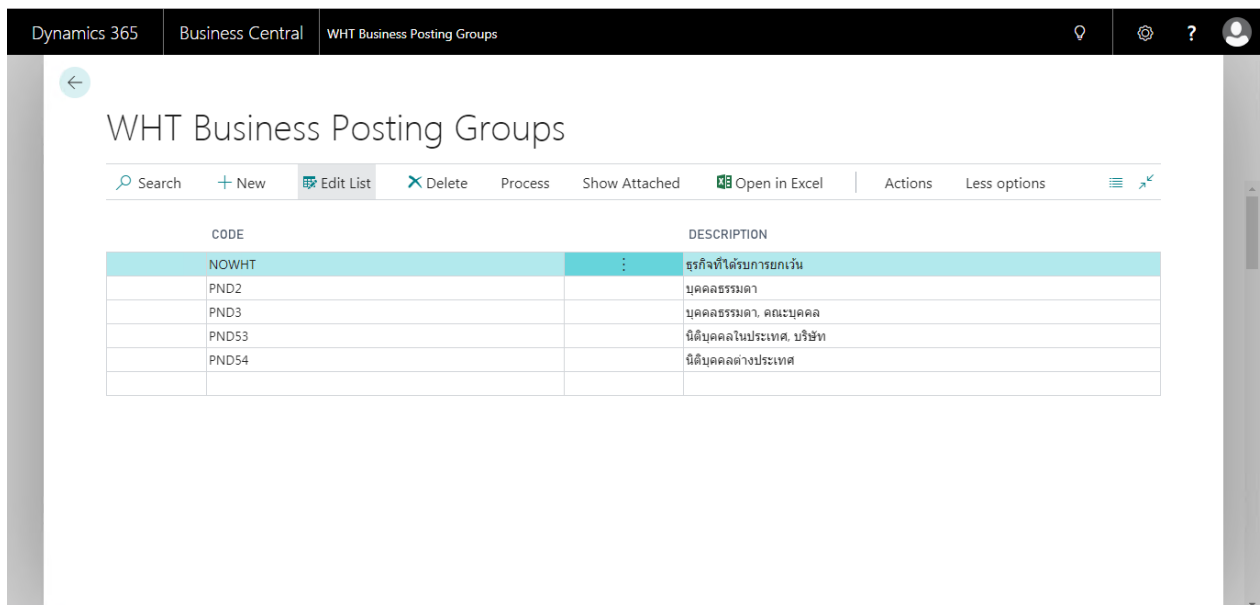 Dynamics 365 Business Central WHT Business Posting Groups ?
WHT Business Posting Groups
Search New Edit List Delete Process Show Attached Open in Excel Actions Less options
CODE DESCRIPTION
NOWHT ธุรกิจที่ได้รบการยกเว้น
PND2 บุคคลธรรมดา
PND3 บุคคลธรรมดา, คณะบุคคล
PND53 นิติบุคคลในประเทศ, บริษัท
PND54 นิติบุคคลต่างประเทศ